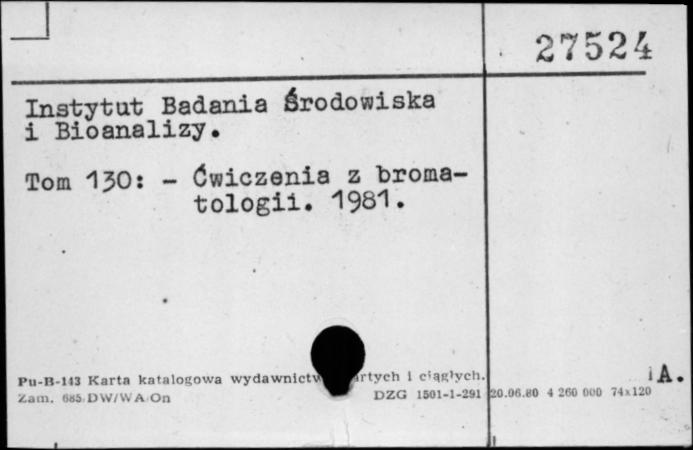 27524
Instytut Badania Środowiska
i Bioanalizy.
Tom 130: - Ćwiczenia z broma-
tologii. 1981.
A.
Pu-B-143 Karta katalogowa wydawnictw i ciągłych.
Zam. 685 DW/WA/On DZG 1501-1-291 20.06.80 4 260 000 74x120